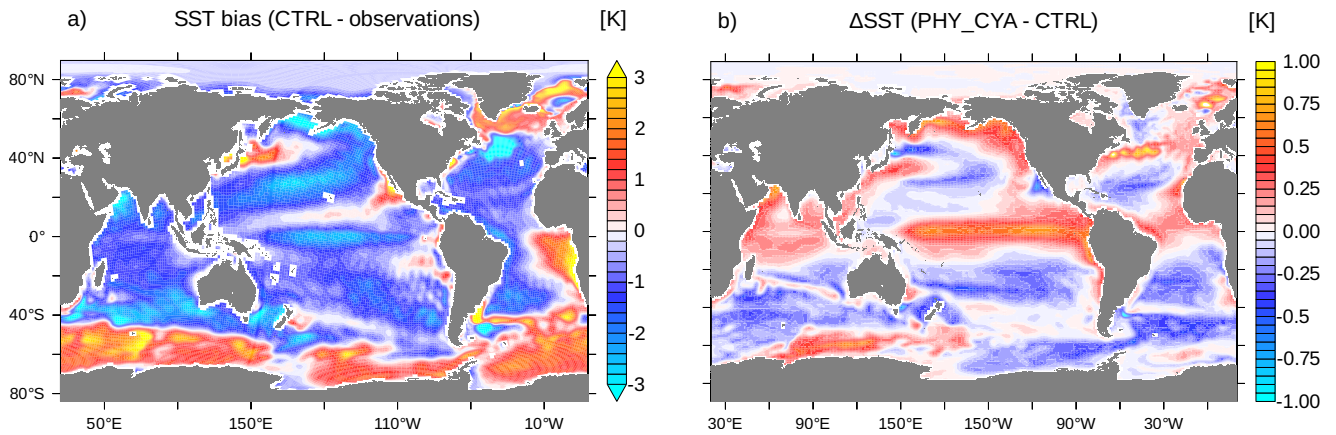 a) SST bias (CTRL - observations) [K]
80°N
40°N
0°
40°S
80°S
50°E 150°E 110°W 10°W
3
2
1
0
-1
-2
-3
b) ΔSST (PHY_CYA - CTRL) [K]
30°E 90°E 150°E 150°W 90°W 30°W
1.00
0.75
0.50
0.25
0.00
-0.25
-0.50
-0.75
-1.00